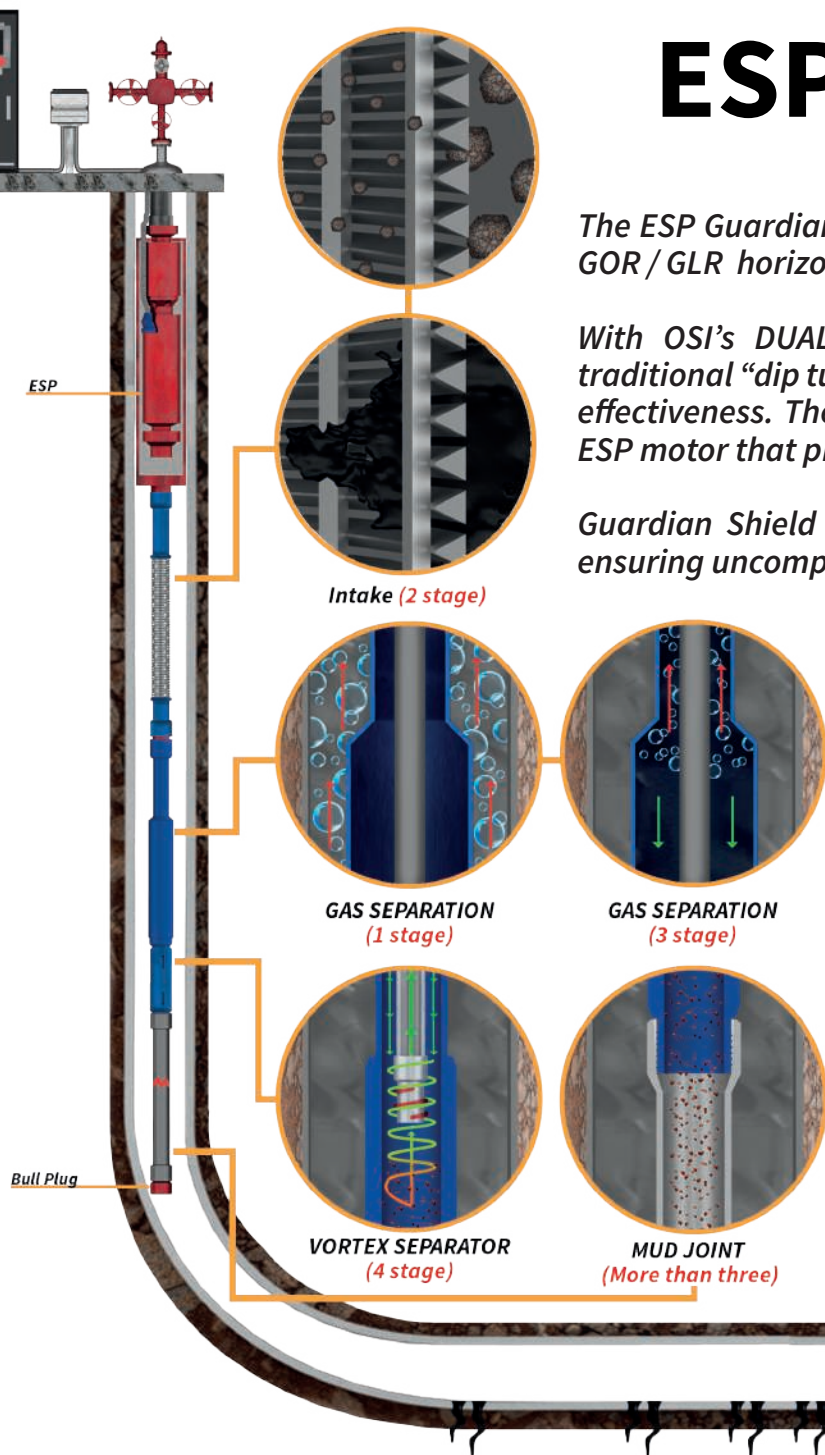 ESP
The ESP Guardian
GOR / GLR horizo
With OSI’s DUAL
traditional “dip tu
effectiveness. The
ESP motor that pr
Guardian Shield
ensuring uncomp
ESP
Intake (2 stage)
GAS SEPARATION
(1 stage)
GAS SEPARATION
(3 stage)
VORTEX SEPARATOR
(4 stage)
MUD JOINT
(More than three)
Bull Plug